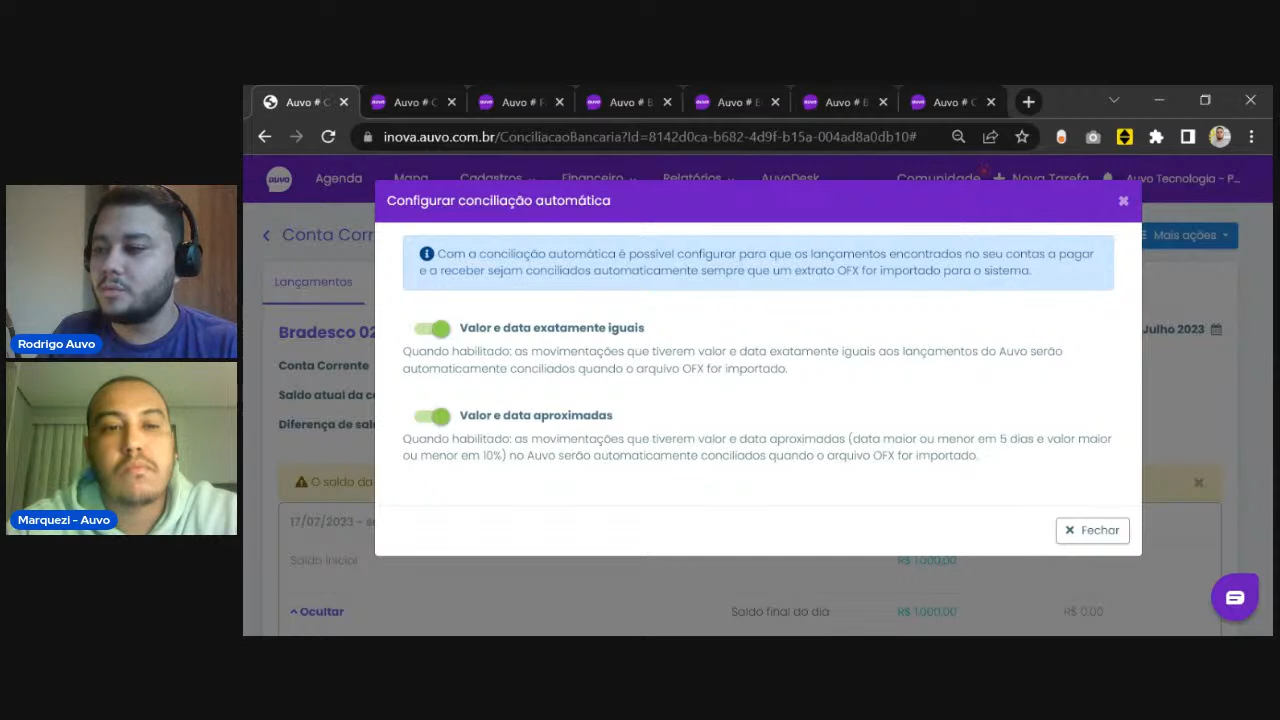 Auvo # C
Auvo # C
Auvo #
Auvo # B
Auvo # B
Auvo # B
Auvo # C
inova.auvo.com.br/ConciliacaoBancaria?Id=8142d0ca-b682-4d9f-b15a-004ad8a0db10#
auvo
Agenda
Mapa
Cadastros
Financeiro
Relatórios
AuvoDesk
Comunidade
Nova Tarefa
Auvo Tecnologia - P...
Configurar conciliação automática
Conta Corr
Mais ações
Com a conciliação automática é possível configurar para que os lançamentos encontrados no seu contas a pagar
e a receber sejam conciliados automaticamente sempre que um extrato OFX for importado para o sistema.
Lançamentos
Bradesco 02
Valor e data exatamente iguais
Julho 2023
Quando habilitado: as movimentações que tiverem valor e data exatamente iguais aos lançamentos do Auvo serão
automaticamente conciliados quando o arquivo OFX for importado.
Conta Corrente
Saldo atual da c
Diferença de sal
Valor e data aproximadas
Quando habilitado: as movimentações que tiverem valor e data aproximadas (data maior ou menor em 5 dias e valor maior
ou menor em 10%) no Auvo serão automaticamente conciliados quando o arquivo OFX for importado.
O saldo da
17/07/2023 - se
Fechar
Saldo inicial
R$ 1.000,00
Ocultar
Saldo final do dia
R$ 1.000,00
R$ 0,00
Rodrigo Auvo
Marquezi - Auvo